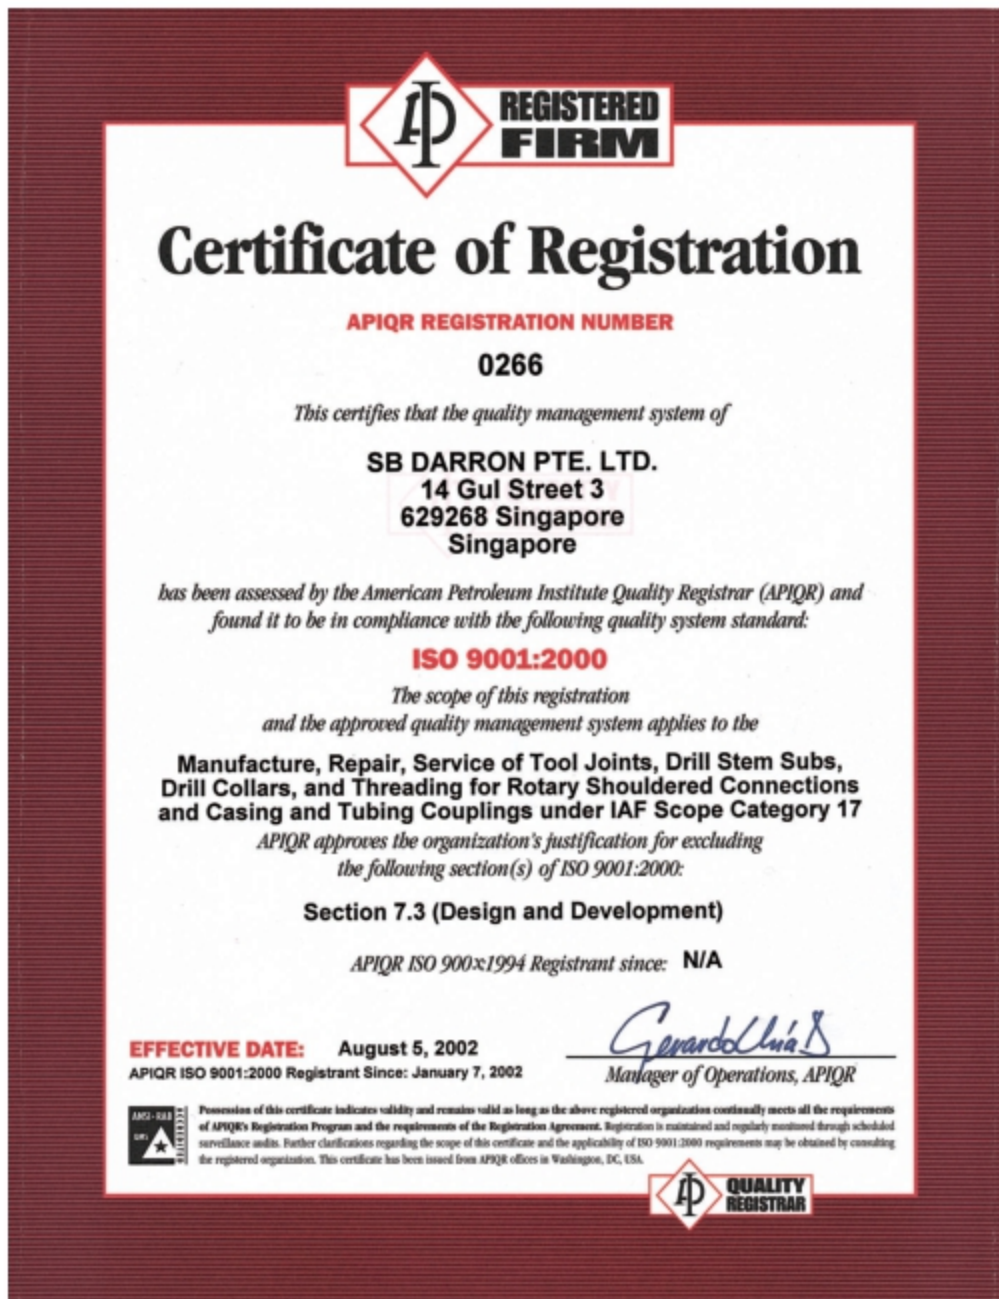 API REGISTERED
FIRM
Certificate of Registration
APIQR REGISTRATION NUMBER
0266
This certifies that the quality management system of
SB DARRON PTE. LTD.
14 Gul Street 3
629268 Singapore
Singapore
has been assessed by the American Petroleum Institute Quality Registrar (APIQR) and
found it to be in compliance with the following quality system standard:
ISO 9001:2000
The scope of this registration
and the approved quality management system applies to the
Manufacture, Repair, Service of Tool Joints, Drill Stem Subs,
Drill Collars, and Threading for Rotary Shouldered Connections
and Casing and Tubing Couplings under IAF Scope Category 17
APIQR approves the organization's justification for excluding
the following section(s) of ISO 9001:2000:
Section 7.3 (Design and Development)
APIQR ISO 900x:1994 Registrant since: N/A
EFFECTIVE DATE: August 5, 2002
APIQR ISO 9001:2000 Registrant Since: January 7, 2002
Manager of Operations, APIQR
ANSI-RAB
QMS
ACCREDITED
Possession of this certificate indicates validity and remains valid as long as the above registered organization continually meets all the requirements
of APIQR's Registration Program and the requirements of the Registration Agreement. Registration is maintained and regularly monitored through scheduled
surveillance audits. Further clarifications regarding the scope of this certificate and the applicability of ISO 9001:2000 requirements may be obtained by consulting
the registered organization. This certificate has been issued from APIQR offices in Washington, DC, USA.
API QUALITY
REGISTRAR